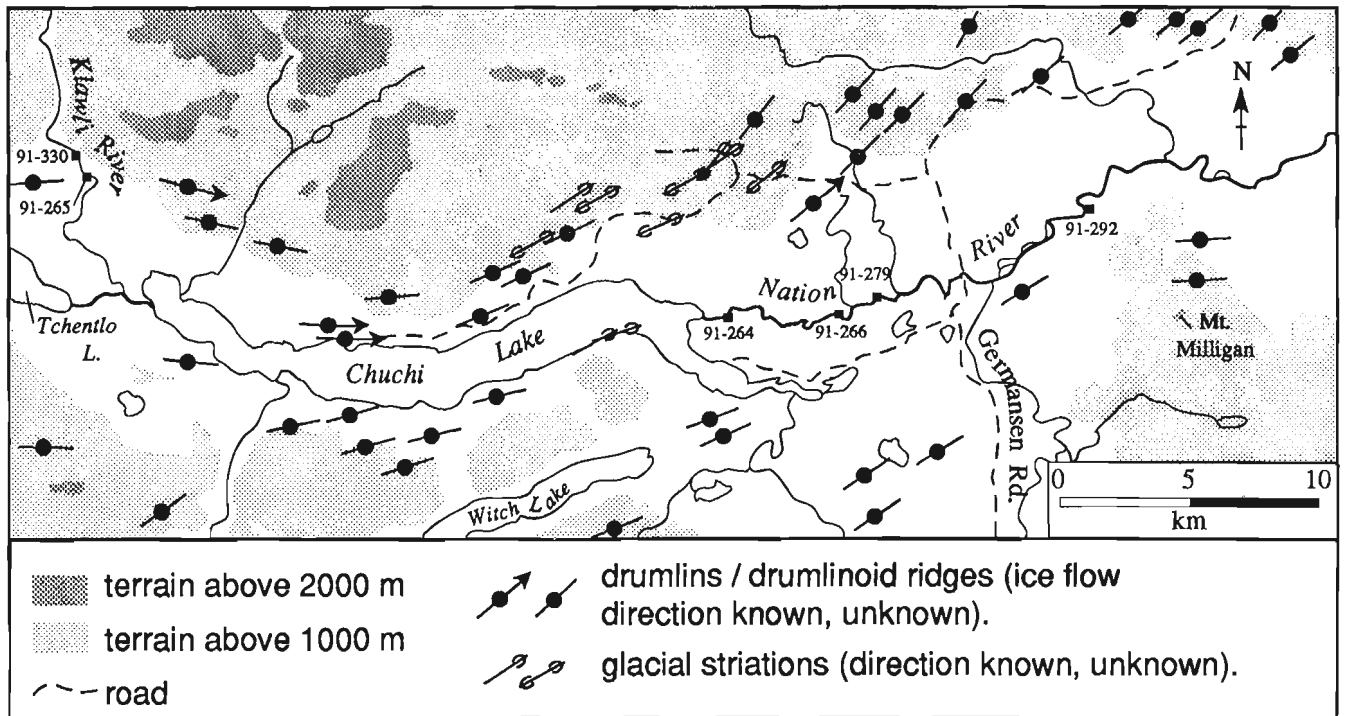 N
Klawli
River
91-330
91-265
Tchentlo
L.
Chuchi
Lake
Witch Lake
Nation
River
91-264
91-266
91-279
91-292
Mt.
Milligan
Germansen Rd.
0 5 10
km
terrain above 2000 m
terrain above 1000 m
road
drumlins / drumlinoid ridges (ice flow
direction known, unknown).
glacial striations (direction known, unknown).